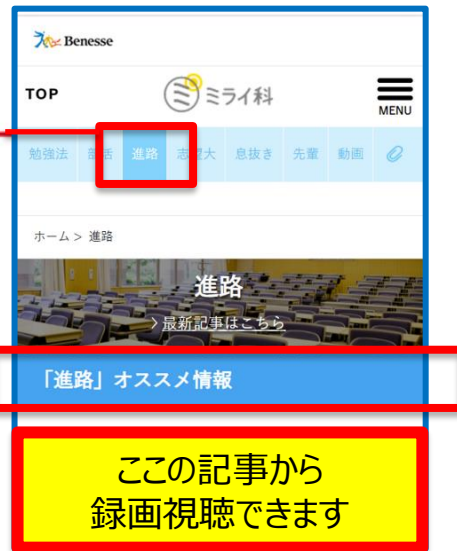 Benesse
TOP
ミライ科
MENU
勉強法 部活 進路 志望大 息抜き 先輩 動画
ホーム > 進路
進路
> 最新記事はこちら
「進路」オススメ情報
ここの記事から
録画視聴できます